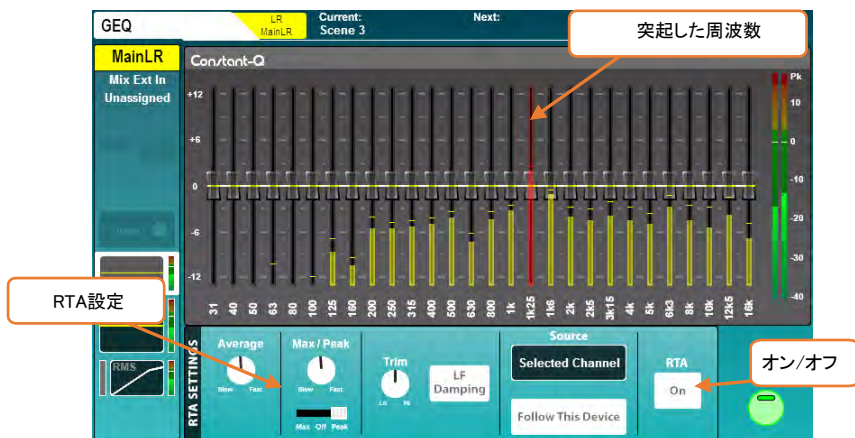 GEQ
LR
MainLR
Current:
Scene 3
Next:
突起した周波数
MainLR
Mix Ext In
Unassigned
Constant-Q
+12
+6
0
-6
-12
Pk
10
0
-10
-20
-30
-40
31 40 50 63 80 100 125 160 200 250 315 400 500 630 800 1k 1k25 1k6 2k 2k5 3k15 4k 5k 6k3 8k 10k 12k5 16k
RTA設定
RMS
RTA SETTINGS
Average
Slow Fast
Max / Peak
Slow Fast
Max Off Peak
Trim
Lo Hi
LF
Damping
Source
Selected Channel
Follow This Device
RTA
On
オン/オフ